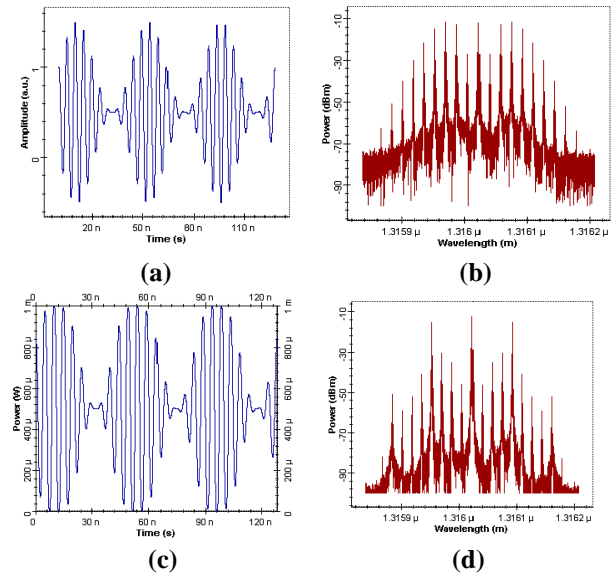 Amplitude (a.u.)
1
0
20 n 50 n 80 n 110 n
Time (s)
(a)
Power (dBm)
-10
-30
-50
-70
-90
1.3159 µ 1.316 µ 1.3161 µ 1.3162 µ
Wavelength (m)
(b)
0 30 n 60 n 90 n 120 n
Power (W)
1 m
800 µ
600 µ
400 µ
200 µ
0
1 m
800 µ
600 µ
400 µ
200 µ
0
0 30 n 60 n 90 n 120 n
Time (s)
(c)
Power (dBm)
-10
-30
-50
-70
-90
1.3159 µ 1.316 µ 1.3161 µ 1.3162 µ
Wavelength (m)
(d)